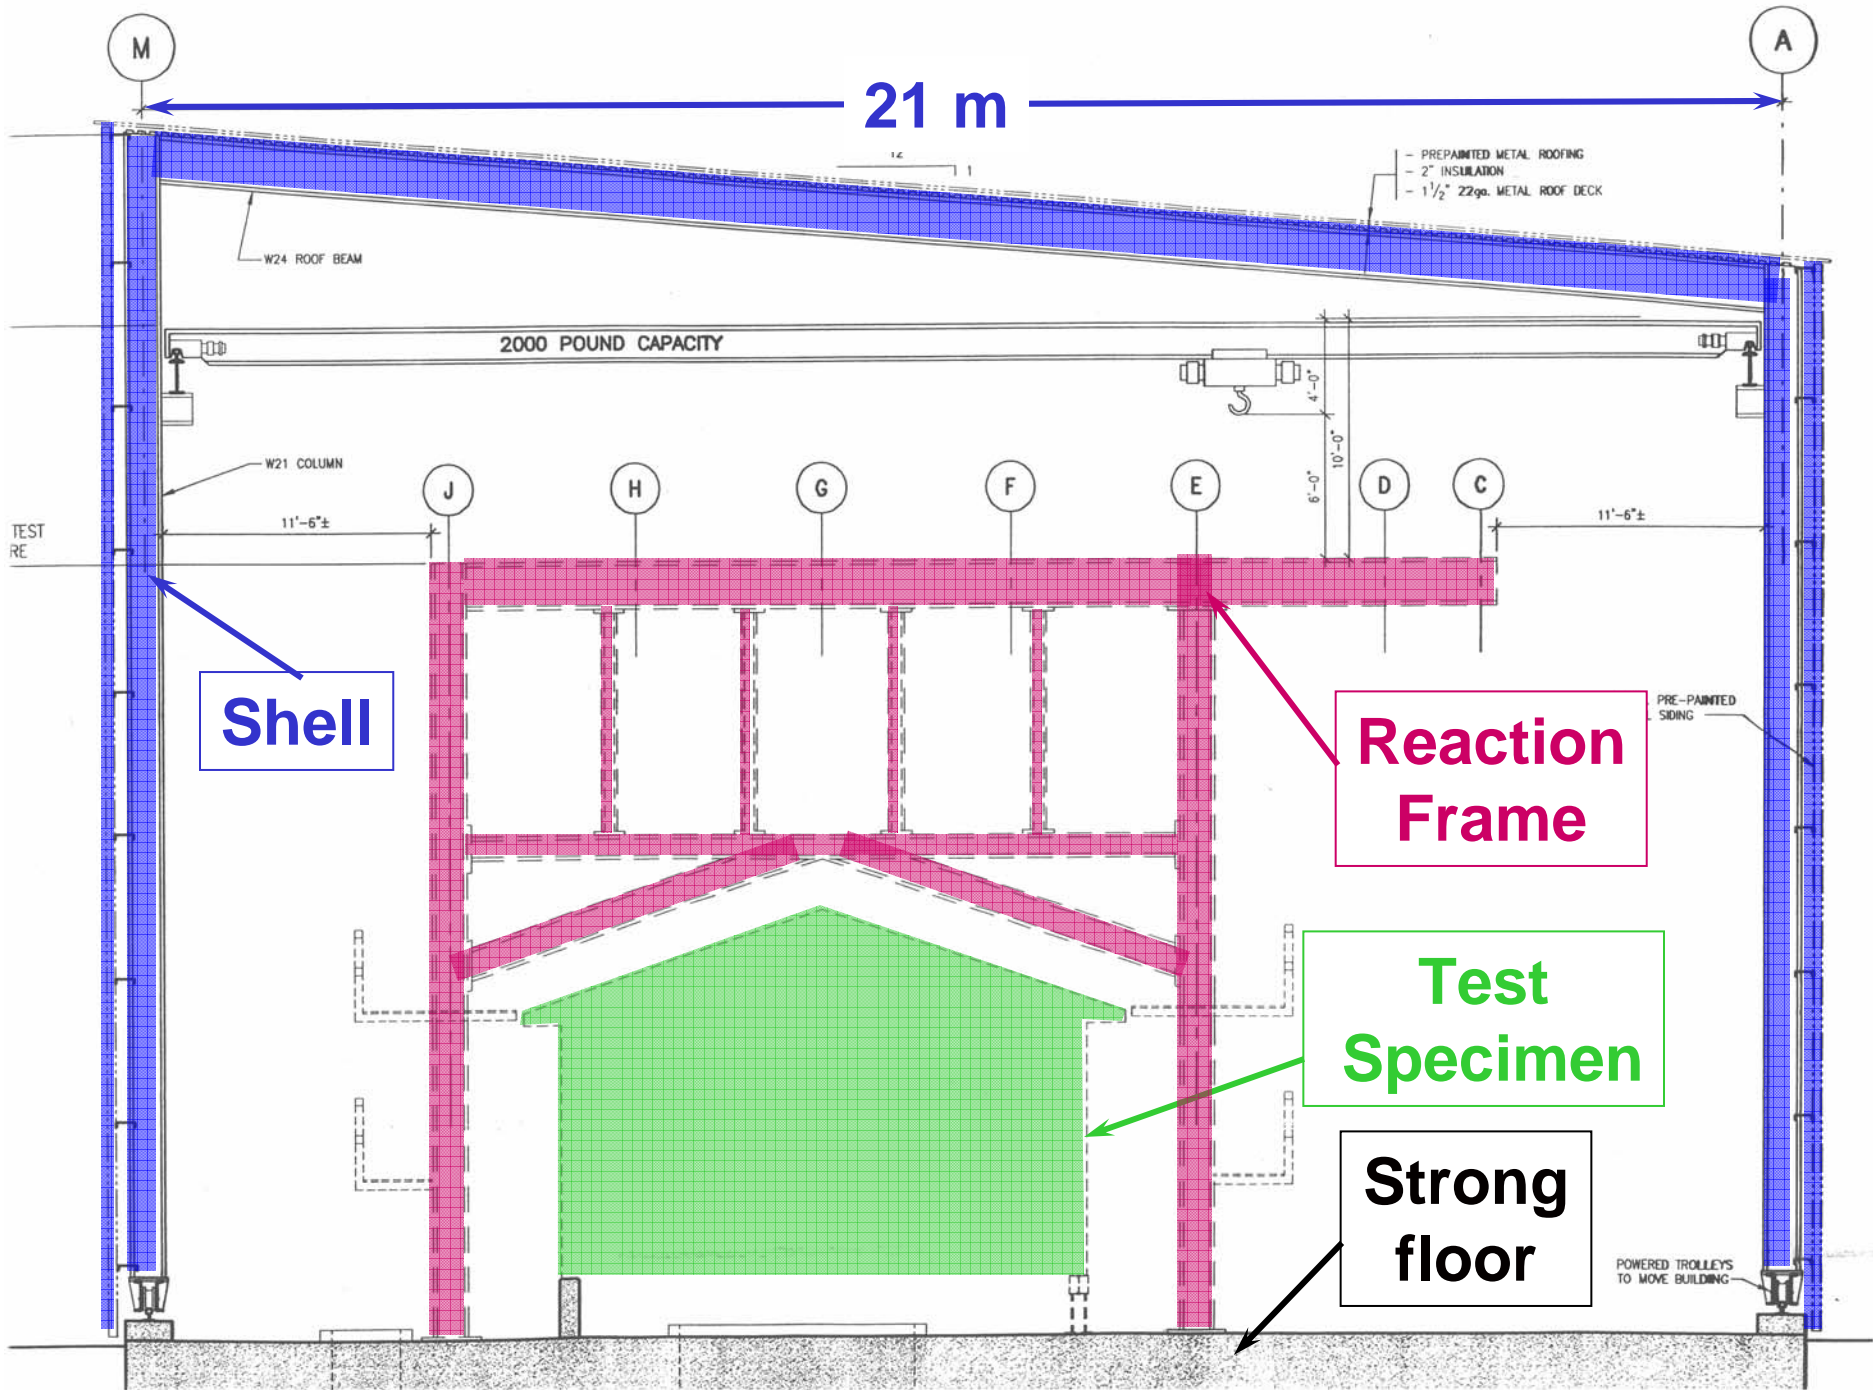 M
A
21 m
12
1
- PREPAINTED METAL ROOFING
- 2" INSULATION
- 1 1/2" 22ga. METAL ROOF DECK
W24 ROOF BEAM
2000 POUND CAPACITY
4'-0"
10'-0"
6'-0"
W21 COLUMN
J
H
G
F
E
D
C
11'-6"±
11'-6"±
TEST
RE
Shell
Reaction
Frame
PRE-PAINTED
SIDING
Test
Specimen
Strong
floor
POWERED TROLLEYS
TO MOVE BUILDING